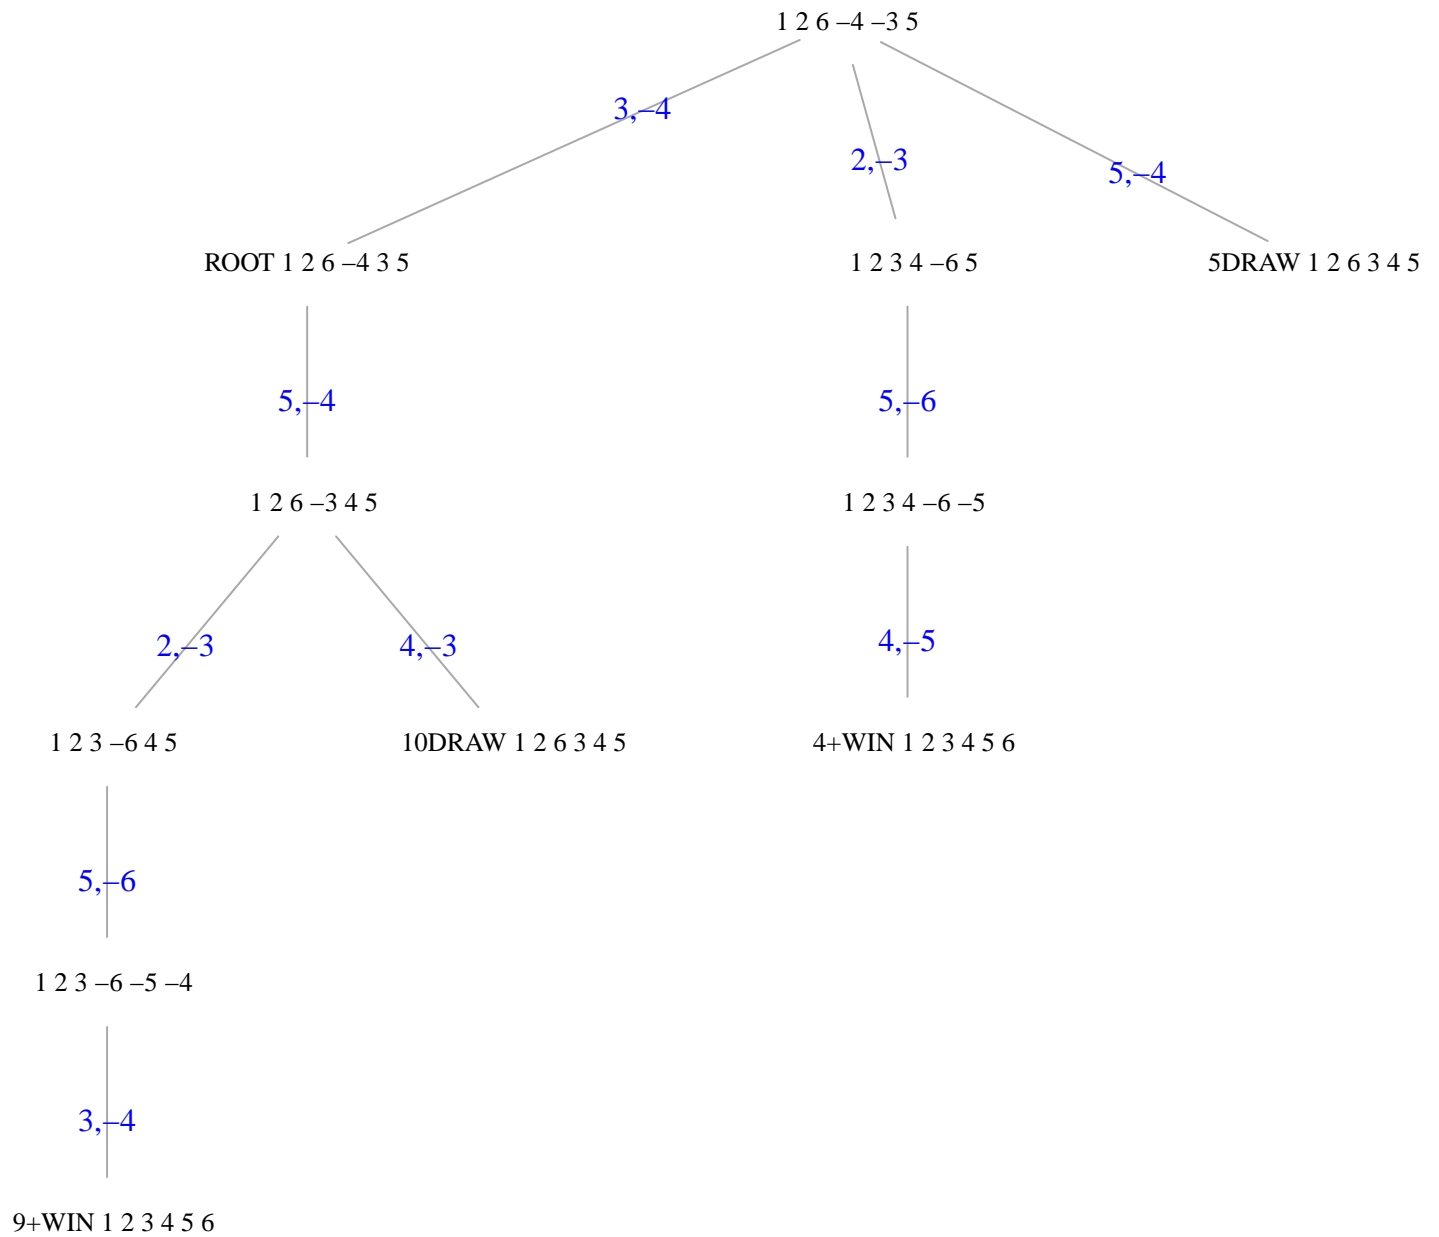 1 2 6 –4 –3 5
3,–4
2,–3
5,–4
ROOT 1 2 6 –4 3 5
1 2 3 4 –6 5
5DRAW 1 2 6 3 4 5
5,–4
5,–6
1 2 6 –3 4 5
1 2 3 4 –6 –5
2,–3
4,–3
4,–5
1 2 3 –6 4 5
10DRAW 1 2 6 3 4 5
4+WIN 1 2 3 4 5 6
5,–6
1 2 3 –6 –5 –4
3,–4
9+WIN 1 2 3 4 5 6